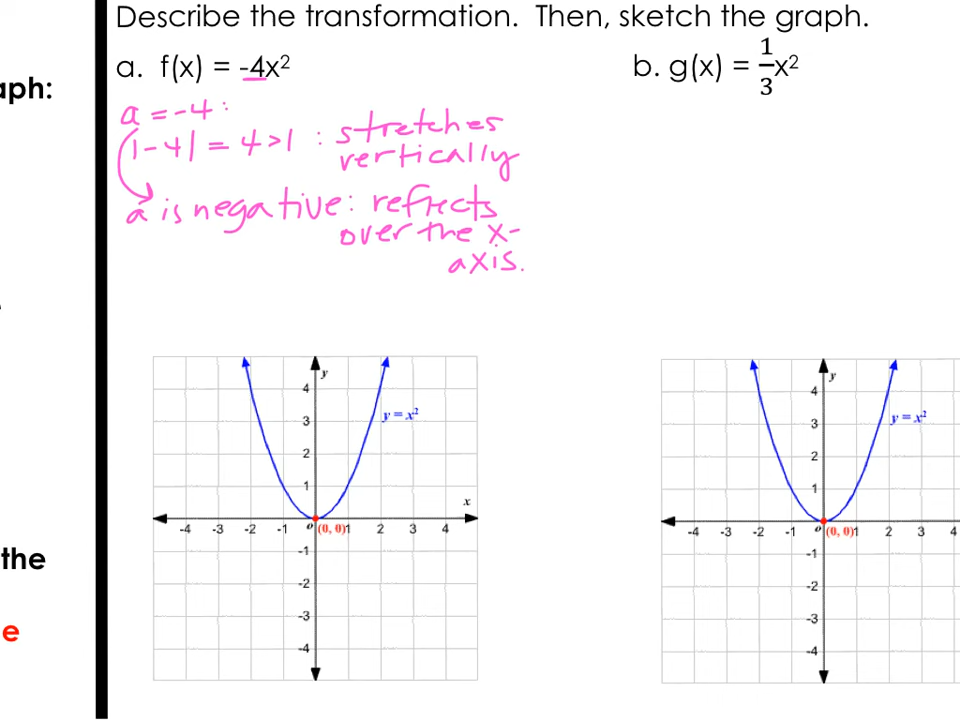 Describe the transformation. Then, sketch the graph.
a. f(x) = -4x²
b. g(x) = 1/3 x²
aph:
a = -4 :
|-4| = 4 > 1 : stretches
vertically
a is negative: reflects
over the x-
axis.
the
e
y
4
3
y = x²
2
1
x
-4 -3 -2 -1 o (0, 0) 1 2 3 4
-1
-2
-3
-4
y
4
3
y = x²
2
1
-4 -3 -2 -1 o (0, 0) 1 2 3 4
-1
-2
-3
-4